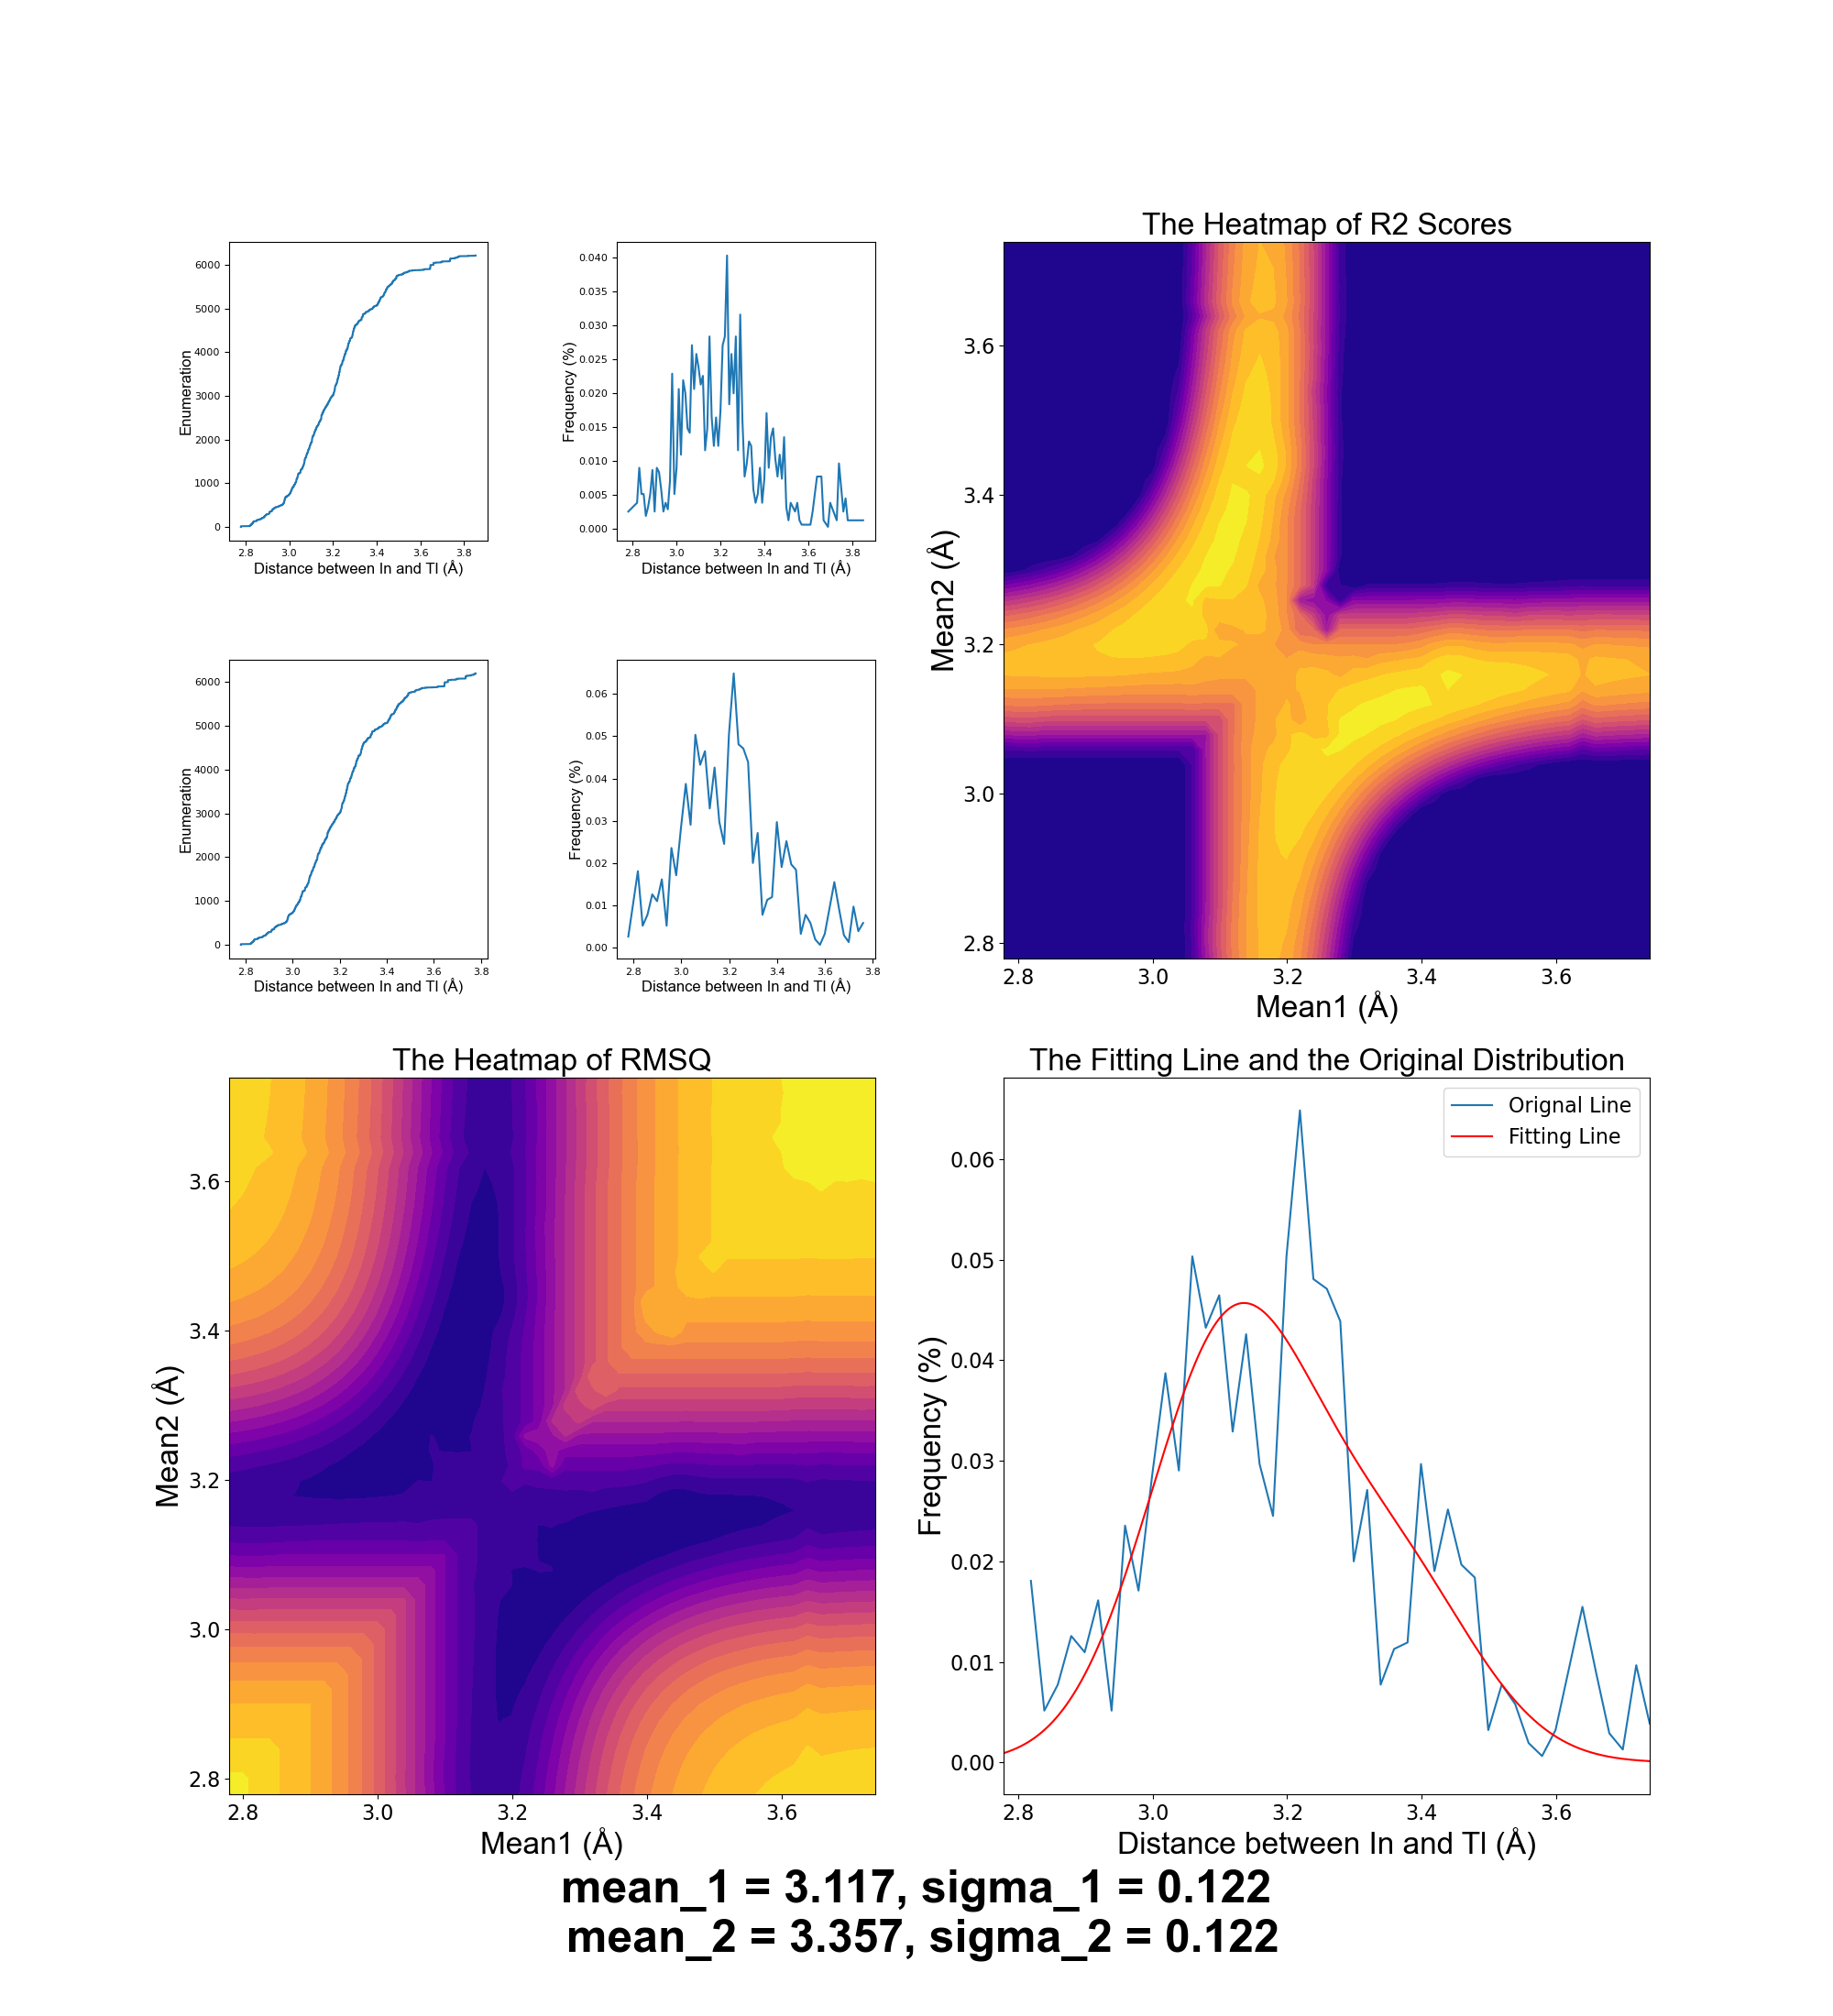 The Heatmap of R2 Scores
6000
5000
4000
3000
2000
1000
0
Enumeration
2.8 3.0 3.2 3.4 3.6 3.8
Distance between In and Tl (Å)
0.040
0.035
0.030
0.025
0.020
0.015
0.010
0.005
0.000
Frequency (%)
2.8 3.0 3.2 3.4 3.6 3.8
Distance between In and Tl (Å)
6000
5000
4000
3000
2000
1000
0
Enumeration
2.8 3.0 3.2 3.4 3.6 3.8
Distance between In and Tl (Å)
0.06
0.05
0.04
0.03
0.02
0.01
0.00
Frequency (%)
2.8 3.0 3.2 3.4 3.6 3.8
Distance between In and Tl (Å)
3.6
3.4
3.2
3.0
2.8
Mean2 (Å)
2.8 3.0 3.2 3.4 3.6
Mean1 (Å)
The Heatmap of RMSQ
3.6
3.4
3.2
3.0
2.8
Mean2 (Å)
2.8 3.0 3.2 3.4 3.6
Mean1 (Å)
The Fitting Line and the Original Distribution
Orignal Line
Fitting Line
0.06
0.05
0.04
0.03
0.02
0.01
0.00
Frequency (%)
2.8 3.0 3.2 3.4 3.6
Distance between In and Tl (Å)
mean_1 = 3.117, sigma_1 = 0.122
mean_2 = 3.357, sigma_2 = 0.122